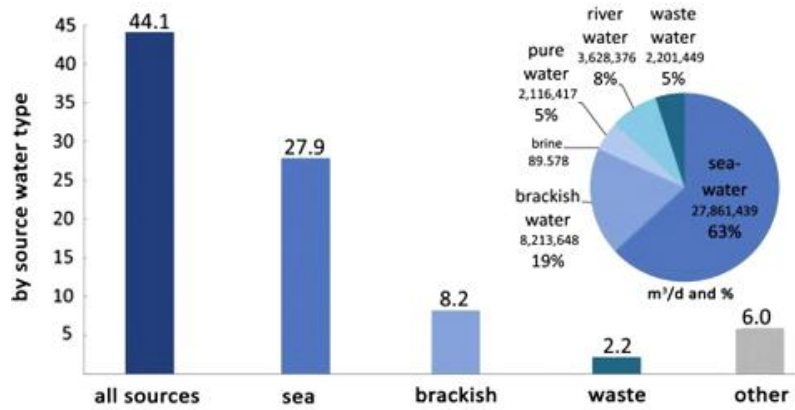 by source water type
45
40
35
30
25
20
15
10
5
44.1
27.9
8.2
2.2
6.0
all sources
sea
brackish
waste
other
river
water
3,628,376
8%
waste
water
2,201,449
5%
pure
water
2,116,417
5%
brine
89.578
brackish
water
8,213,648
19%
sea-
water
27,861,439
63%
m³/d and %